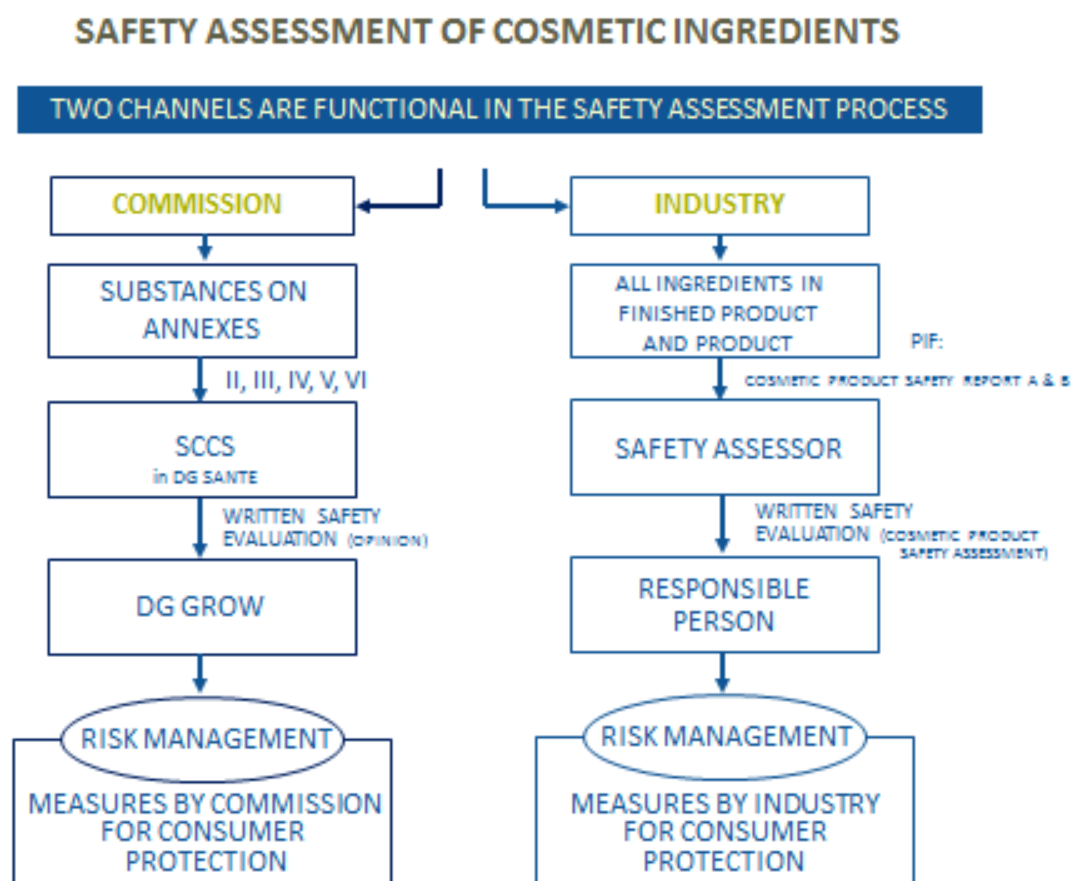 SAFETY ASSESSMENT OF COSMETIC INGREDIENTS
TWO CHANNELS ARE FUNCTIONAL IN THE SAFETY ASSESSMENT PROCESS
COMMISSION
SUBSTANCES ON
ANNEXES
II, III, IV, V, VI
SCCS
in DG SANTE
WRITTEN SAFETY
EVALUATION (OPINION)
DG GROW
RISK MANAGEMENT
MEASURES BY COMMISSION
FOR CONSUMER
PROTECTION
INDUSTRY
ALL INGREDIENTS IN
FINISHED PRODUCT
AND PRODUCT
PIF:
COSMETIC PRODUCT SAFETY REPORT A & B
SAFETY ASSESSOR
WRITTEN SAFETY
EVALUATION (COSMETIC PRODUCT
SAFETY ASSESSMENT)
RESPONSIBLE
PERSON
RISK MANAGEMENT
MEASURES BY INDUSTRY
FOR CONSUMER
PROTECTION